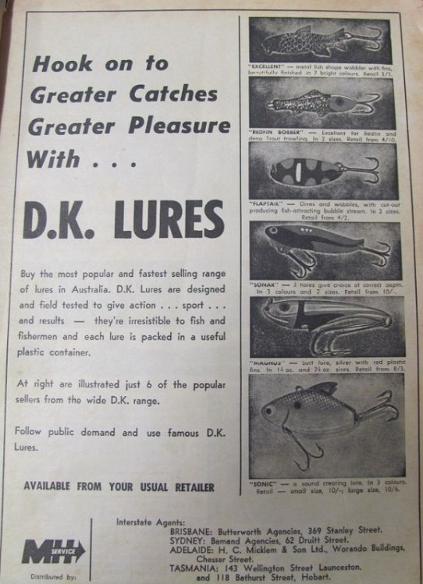 Hook on to
Greater Catches
Greater Pleasure
With . . .
D.K. LURES
Buy the most popular and fastest selling range
of lures in Australia. D.K. Lures are designed
and field tested to give action . . . sport . . .
and results — they're irresistible to fish and
fishermen and each lure is packed in a useful
plastic container.
At right are illustrated just 6 of the popular
sellers from the wide D.K. range.
Follow public demand and use famous D.K.
Lures.
AVAILABLE FROM YOUR USUAL RETAILER
"EXCELLENT" — metal fish shape wobbler with fins,
beautifully finished in 7 bright colours. Retail
"REDFIN BOBBER" — Excellent for Redfin and
deep Trout trawling. In 2 sizes. Retail from 4/10.
"FLAPTAIL" — Dives and wobbles, with cut-out
producing fish-attracting bubble stream. In 3 sizes.
Retail from 4/2.
"SONAR" — 3 holes give choice of correct depth.
In 5 colours and 2 sizes. Retail from 10/-.
"MAGNUS" — Surf lure, silver with red plastic
fins. In oz. and oz. sizes. Retail from
"SONIC" — a sound creating lure. In 3 colours.
Retail — small size, 10/-; large size, 10/6.
MH SERVICE
Distributed by:
Interstate Agents:
BRISBANE: Butterworth Agencies, 369 Stanley Street.
SYDNEY: Bemand Agencies, 62 Druitt Street.
ADELAIDE: H. C. Micklem & Son Ltd., Worando Buildings,
Chesser Street.
TASMANIA: 143 Wellington Street Launceston.
and 118 Bathurst Street, Hobart.